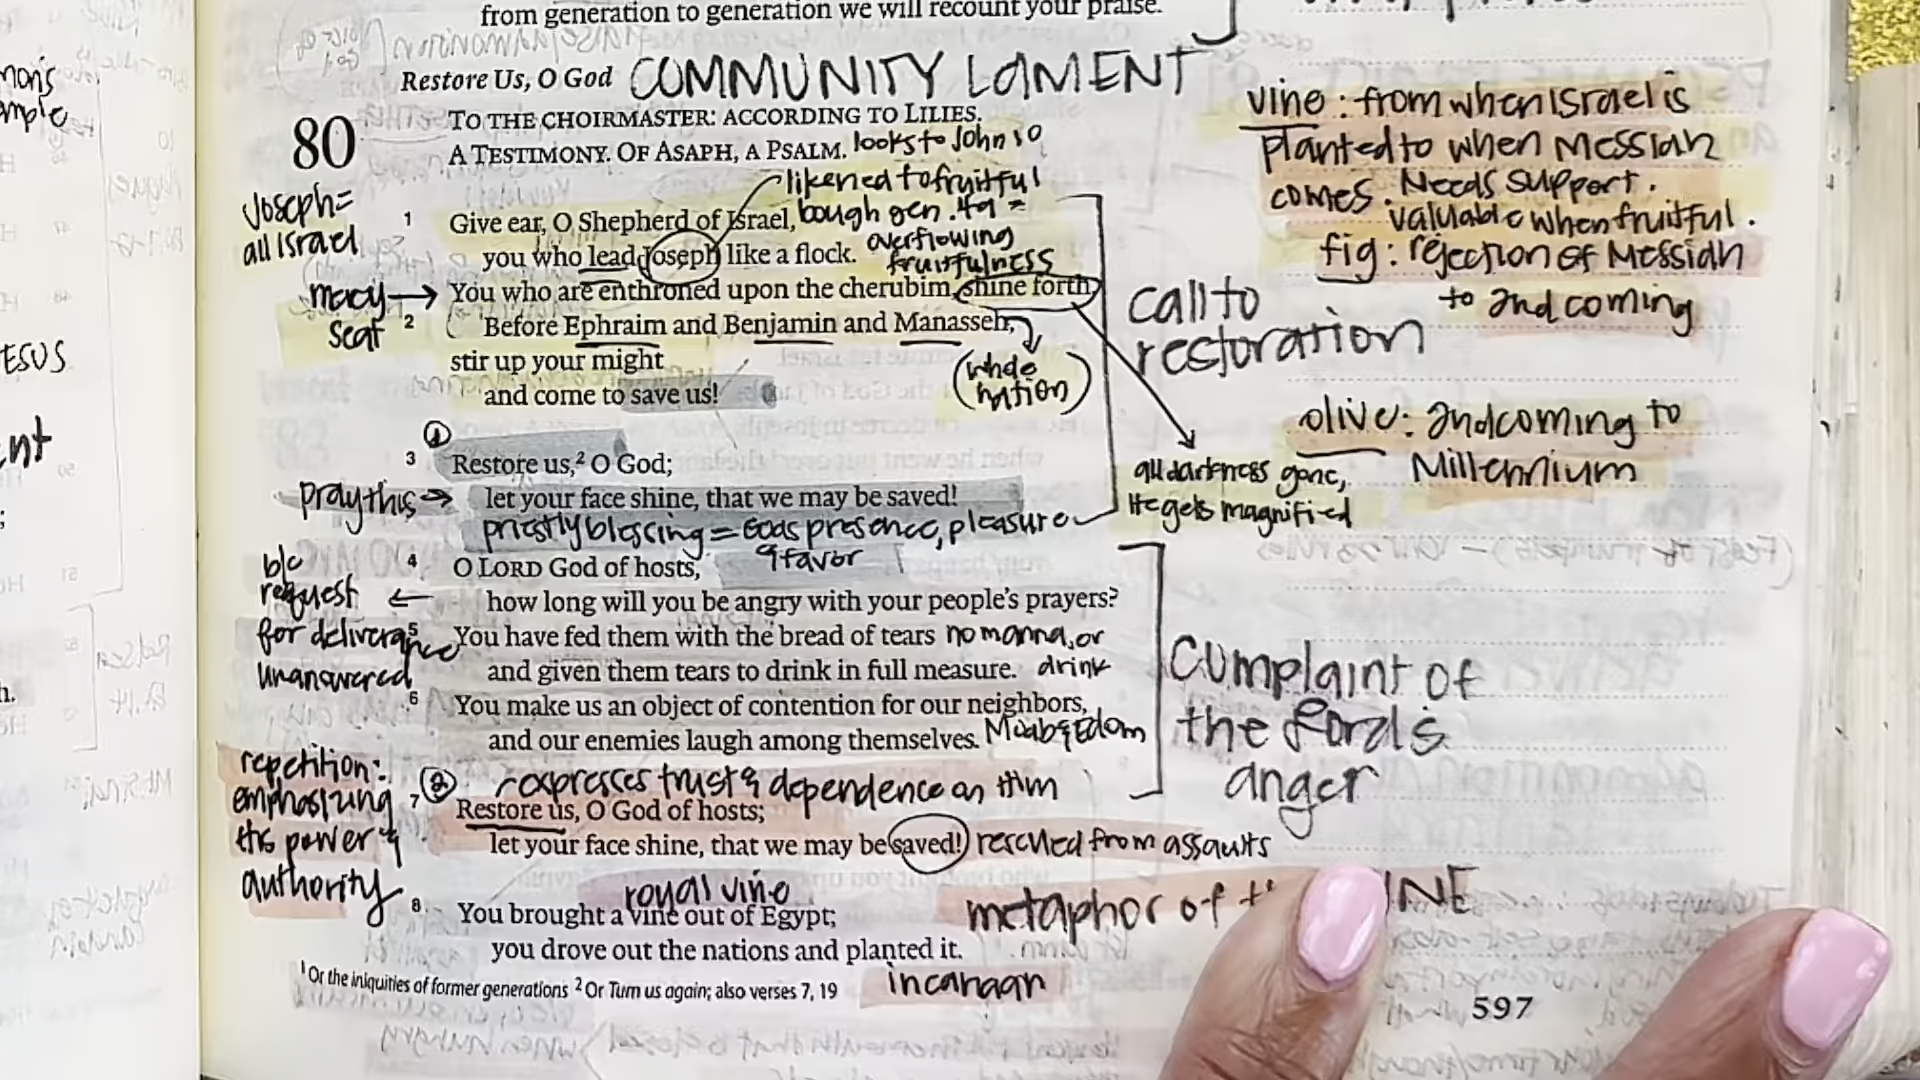 from generation to generation we will recount your praise.
Restore Us, O God COMMUNITY LAMENT
80
TO THE CHOIRMASTER: ACCORDING TO LILIES.
A TESTIMONY. OF ASAPH, A PSALM. looks to John 10
Joseph =
all Israel
likened to fruitful
bough gen. 49 =
overflowing
fruitfulness
1 Give ear, O Shepherd of Israel,
you who lead Joseph like a flock.
mercy
seat
You who are enthroned upon the cherubim, shine forth.
2 Before Ephraim and Benjamin and Manasseh,
(whole
nation)
stir up your might
and come to save us!
call to
restoration
all darkness gone,
He gets magnified
1
3 Restore us,2 O God;
pray this
let your face shine, that we may be saved!
priestly blessing = Gods presence, pleasure
& favor
b/c
request
for deliverance
unanswered
4 O LORD God of hosts,
how long will you be angry with your people's prayers?
5 You have fed them with the bread of tears no manna, or
and given them tears to drink in full measure. drink
6 You make us an object of contention for our neighbors,
and our enemies laugh among themselves. Moab & Edom
cumplaint of
the Lord's
anger
repetition:
emphasizing
His power &
authority
2 expresses trust & dependence on Him
7 Restore us, O God of hosts;
let your face shine, that we may be saved! rescued from assaults
royal vine
metaphor of
8 You brought a vine out of Egypt;
you drove out the nations and planted it.
in canaan
1 Or the iniquities of former generations 2 Or Turn us again; also verses 7, 19
vine: from when Israel is
planted to when Messiah
comes. Needs support.
valuable when fruitful.
fig: rejection of Messiah
to 2nd coming
olive: 2nd coming to
Millennium
597